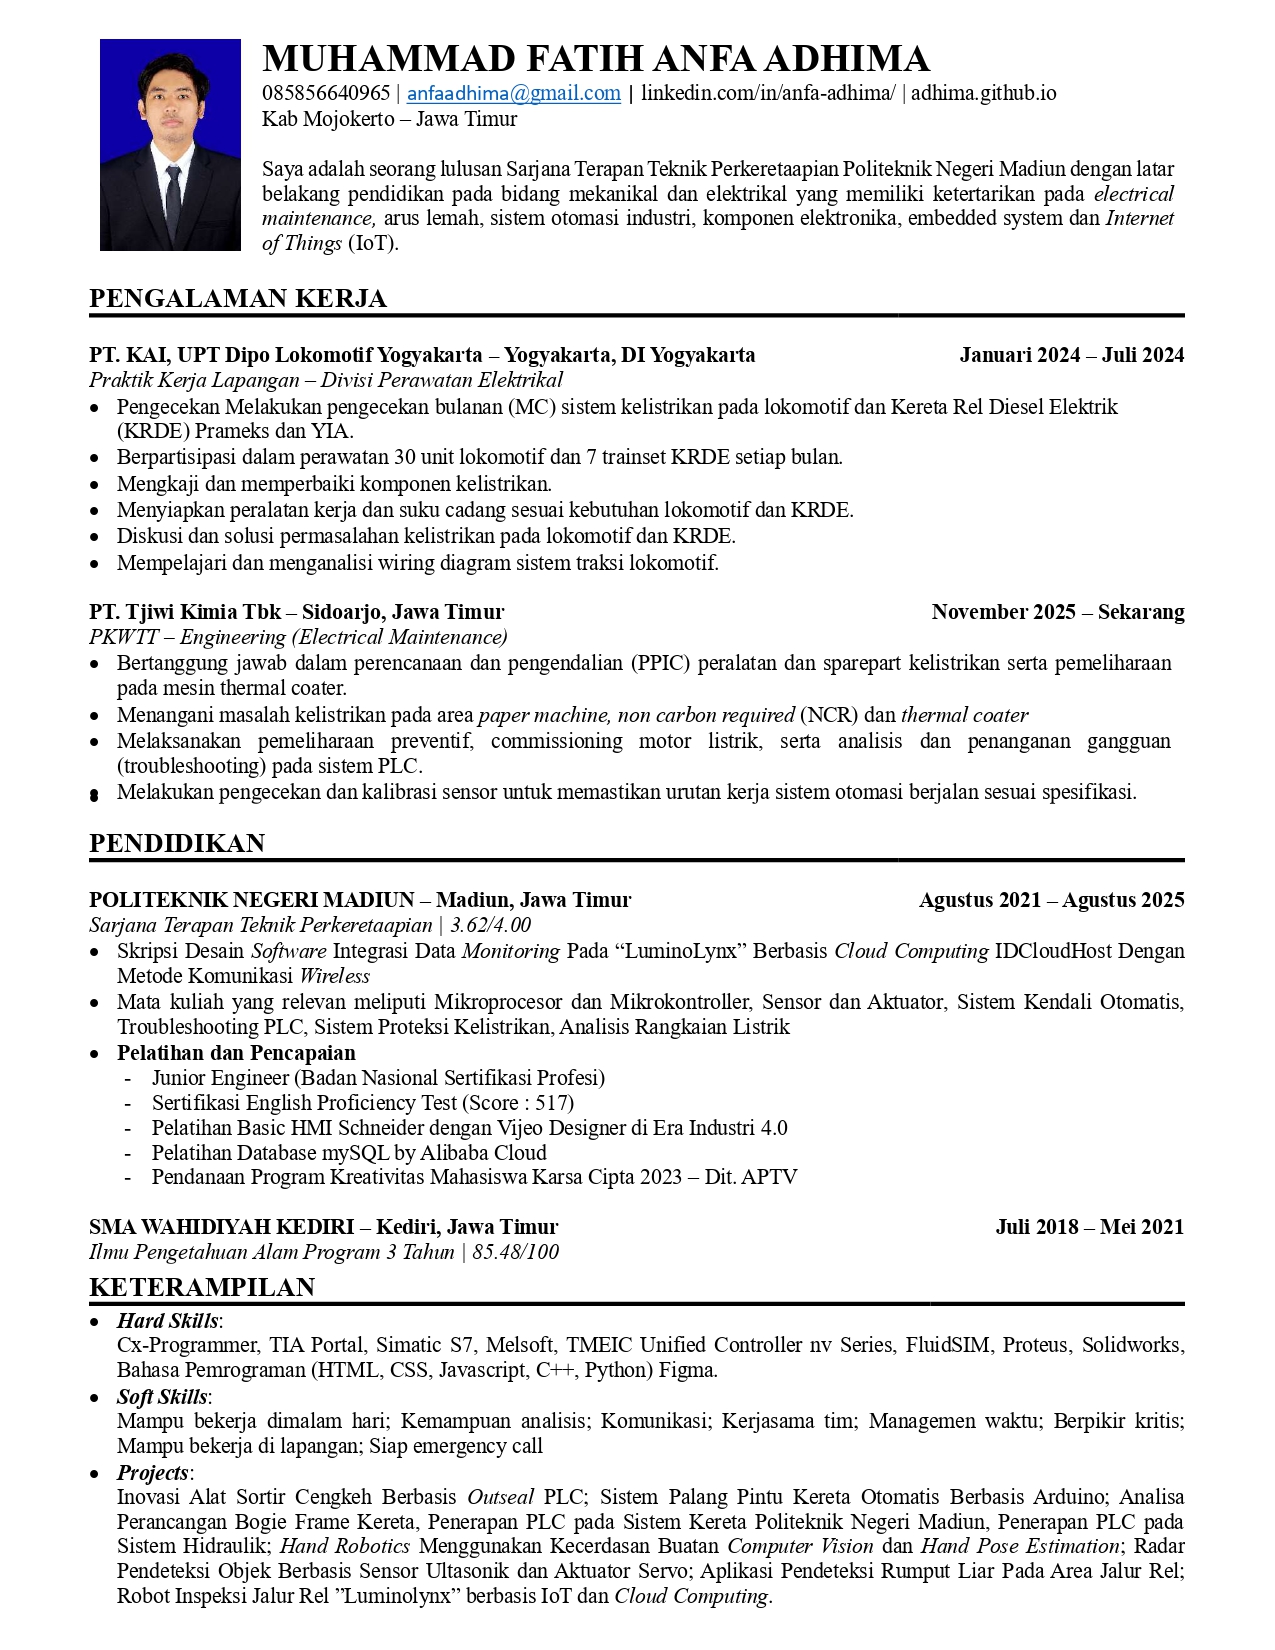 MUHAMMAD FATIH ANFA ADHIMA
085856640965 | anfaadhima@gmail.com | linkedin.com/in/anfa-adhima/ | adhima.github.io
Kab Mojokerto – Jawa Timur
Saya adalah seorang lulusan Sarjana Terapan Teknik Perkeretaapian Politeknik Negeri Madiun dengan latar
belakang pendidikan pada bidang mekanikal dan elektrikal yang memiliki ketertarikan pada electrical
maintenance, arus lemah, sistem otomasi industri, komponen elektronika, embedded system dan Internet
of Things (IoT).
PENGALAMAN KERJA
PT. KAI, UPT Dipo Lokomotif Yogyakarta – Yogyakarta, DI Yogyakarta Januari 2024 – Juli 2024
Praktik Kerja Lapangan – Divisi Perawatan Elektrikal
• Pengecekan Melakukan pengecekan bulanan (MC) sistem kelistrikan pada lokomotif dan Kereta Rel Diesel Elektrik
(KRDE) Prameks dan YIA.
• Berpartisipasi dalam perawatan 30 unit lokomotif dan 7 trainset KRDE setiap bulan.
• Mengkaji dan memperbaiki komponen kelistrikan.
• Menyiapkan peralatan kerja dan suku cadang sesuai kebutuhan lokomotif dan KRDE.
• Diskusi dan solusi permasalahan kelistrikan pada lokomotif dan KRDE.
• Mempelajari dan menganalisi wiring diagram sistem traksi lokomotif.
PT. Tjiwi Kimia Tbk – Sidoarjo, Jawa Timur November 2025 – Sekarang
PKWTT – Engineering (Electrical Maintenance)
• Bertanggung jawab dalam perencanaan dan pengendalian (PPIC) peralatan dan sparepart kelistrikan serta pemeliharaan
pada mesin thermal coater.
• Menangani masalah kelistrikan pada area paper machine, non carbon required (NCR) dan thermal coater
• Melaksanakan pemeliharaan preventif, commissioning motor listrik, serta analisis dan penanganan gangguan
(troubleshooting) pada sistem PLC.
• Melakukan pengecekan dan kalibrasi sensor untuk memastikan urutan kerja sistem otomasi berjalan sesuai spesifikasi.
PENDIDIKAN
POLITEKNIK NEGERI MADIUN – Madiun, Jawa Timur Agustus 2021 – Agustus 2025
Sarjana Terapan Teknik Perkeretaapian | 3.62/4.00
• Skripsi Desain Software Integrasi Data Monitoring Pada “LuminoLynx” Berbasis Cloud Computing IDCloudHost Dengan
Metode Komunikasi Wireless
• Mata kuliah yang relevan meliputi Mikroprocesor dan Mikrokontroller, Sensor dan Aktuator, Sistem Kendali Otomatis,
Troubleshooting PLC, Sistem Proteksi Kelistrikan, Analisis Rangkaian Listrik
• Pelatihan dan Pencapaian
- Junior Engineer (Badan Nasional Sertifikasi Profesi)
- Sertifikasi English Proficiency Test (Score : 517)
- Pelatihan Basic HMI Schneider dengan Vijeo Designer di Era Industri 4.0
- Pelatihan Database mySQL by Alibaba Cloud
- Pendanaan Program Kreativitas Mahasiswa Karsa Cipta 2023 – Dit. APTV
SMA WAHIDIYAH KEDIRI – Kediri, Jawa Timur Juli 2018 – Mei 2021
Ilmu Pengetahuan Alam Program 3 Tahun | 85.48/100
KETERAMPILAN
• Hard Skills:
Cx-Programmer, TIA Portal, Simatic S7, Melsoft, TMEIC Unified Controller nv Series, FluidSIM, Proteus, Solidworks,
Bahasa Pemrograman (HTML, CSS, Javascript, C++, Python) Figma.
• Soft Skills:
Mampu bekerja dimalam hari; Kemampuan analisis; Komunikasi; Kerjasama tim; Managemen waktu; Berpikir kritis;
Mampu bekerja di lapangan; Siap emergency call
• Projects:
Inovasi Alat Sortir Cengkeh Berbasis Outseal PLC; Sistem Palang Pintu Kereta Otomatis Berbasis Arduino; Analisa
Perancangan Bogie Frame Kereta, Penerapan PLC pada Sistem Kereta Politeknik Negeri Madiun, Penerapan PLC pada
Sistem Hidraulik; Hand Robotics Menggunakan Kecerdasan Buatan Computer Vision dan Hand Pose Estimation; Radar
Pendeteksi Objek Berbasis Sensor Ultasonik dan Aktuator Servo; Aplikasi Pendeteksi Rumput Liar Pada Area Jalur Rel;
Robot Inspeksi Jalur Rel ”Luminolynx” berbasis IoT dan Cloud Computing.